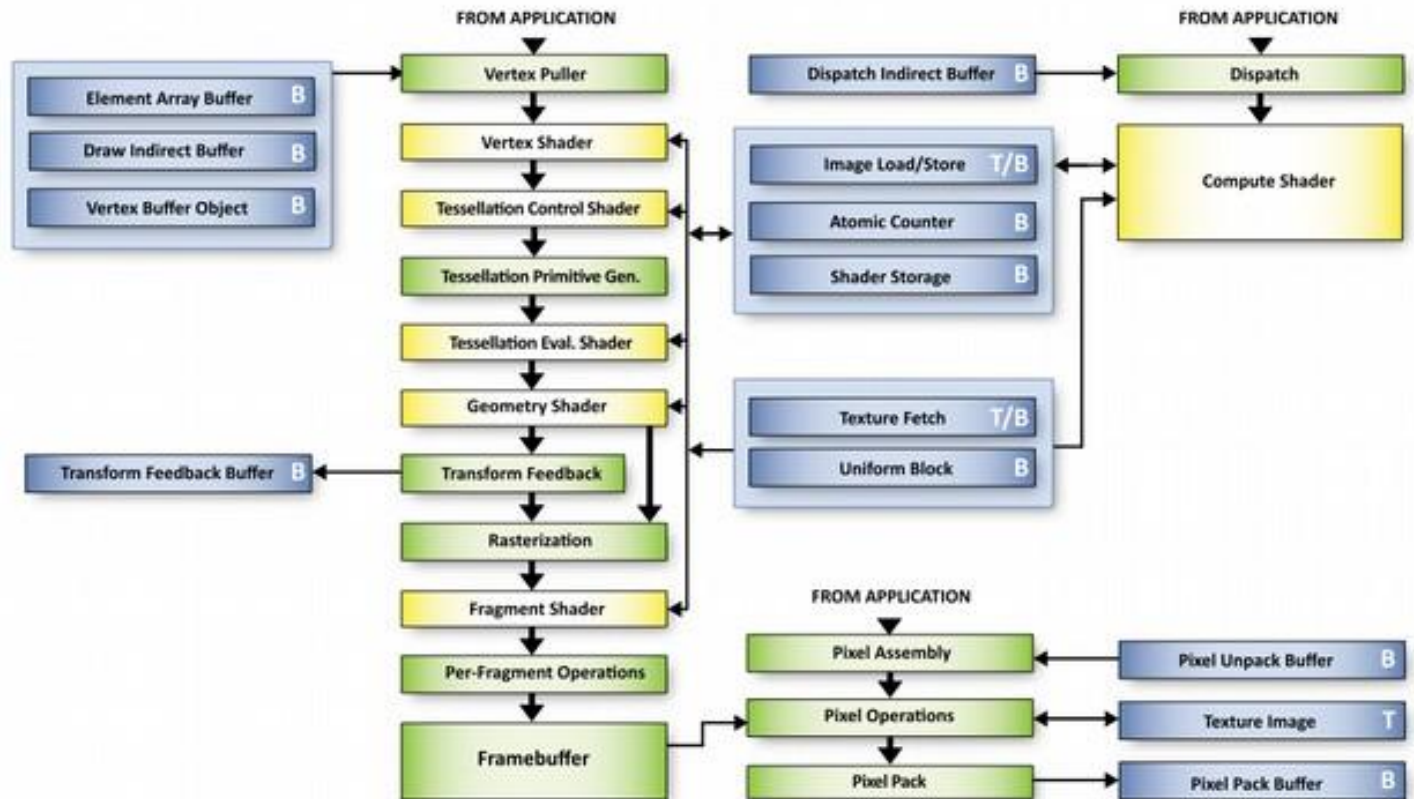 FROM APPLICATION
Vertex Puller
Element Array Buffer B
Draw Indirect Buffer B
Vertex Buffer Object B
Vertex Shader
Tessellation Control Shader
Tessellation Primitive Gen.
Tessellation Eval. Shader
Geometry Shader
Transform Feedback
Transform Feedback Buffer B
Rasterization
Fragment Shader
Per-Fragment Operations
Framebuffer
FROM APPLICATION
Dispatch Indirect Buffer B
Dispatch
Image Load/Store T/B
Atomic Counter B
Shader Storage B
Compute Shader
Texture Fetch T/B
Uniform Block B
FROM APPLICATION
Pixel Assembly
Pixel Unpack Buffer B
Pixel Operations
Texture Image T
Pixel Pack
Pixel Pack Buffer B